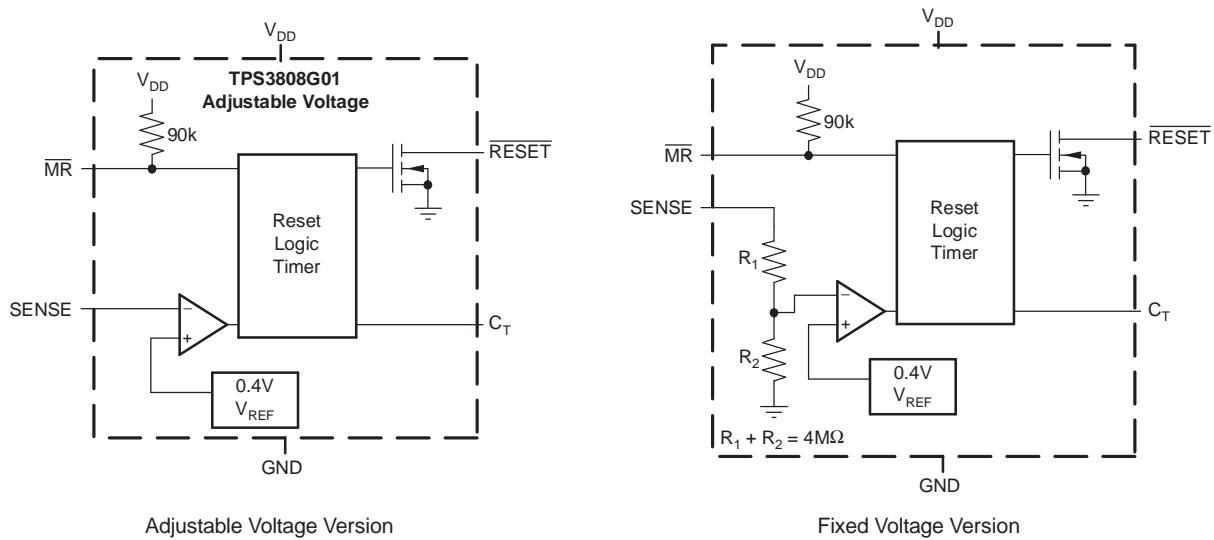 V_DD
TPS3808G01
Adjustable Voltage
V_DD
90k
RESET
MR
Reset
Logic
Timer
SENSE
−
+
C_T
0.4V
V_REF
GND
Adjustable Voltage Version
V_DD
V_DD
90k
RESET
MR
SENSE
Reset
Logic
Timer
R_1
−
+
C_T
R_2
0.4V
V_REF
R_1 + R_2 = 4MΩ
GND
Fixed Voltage Version